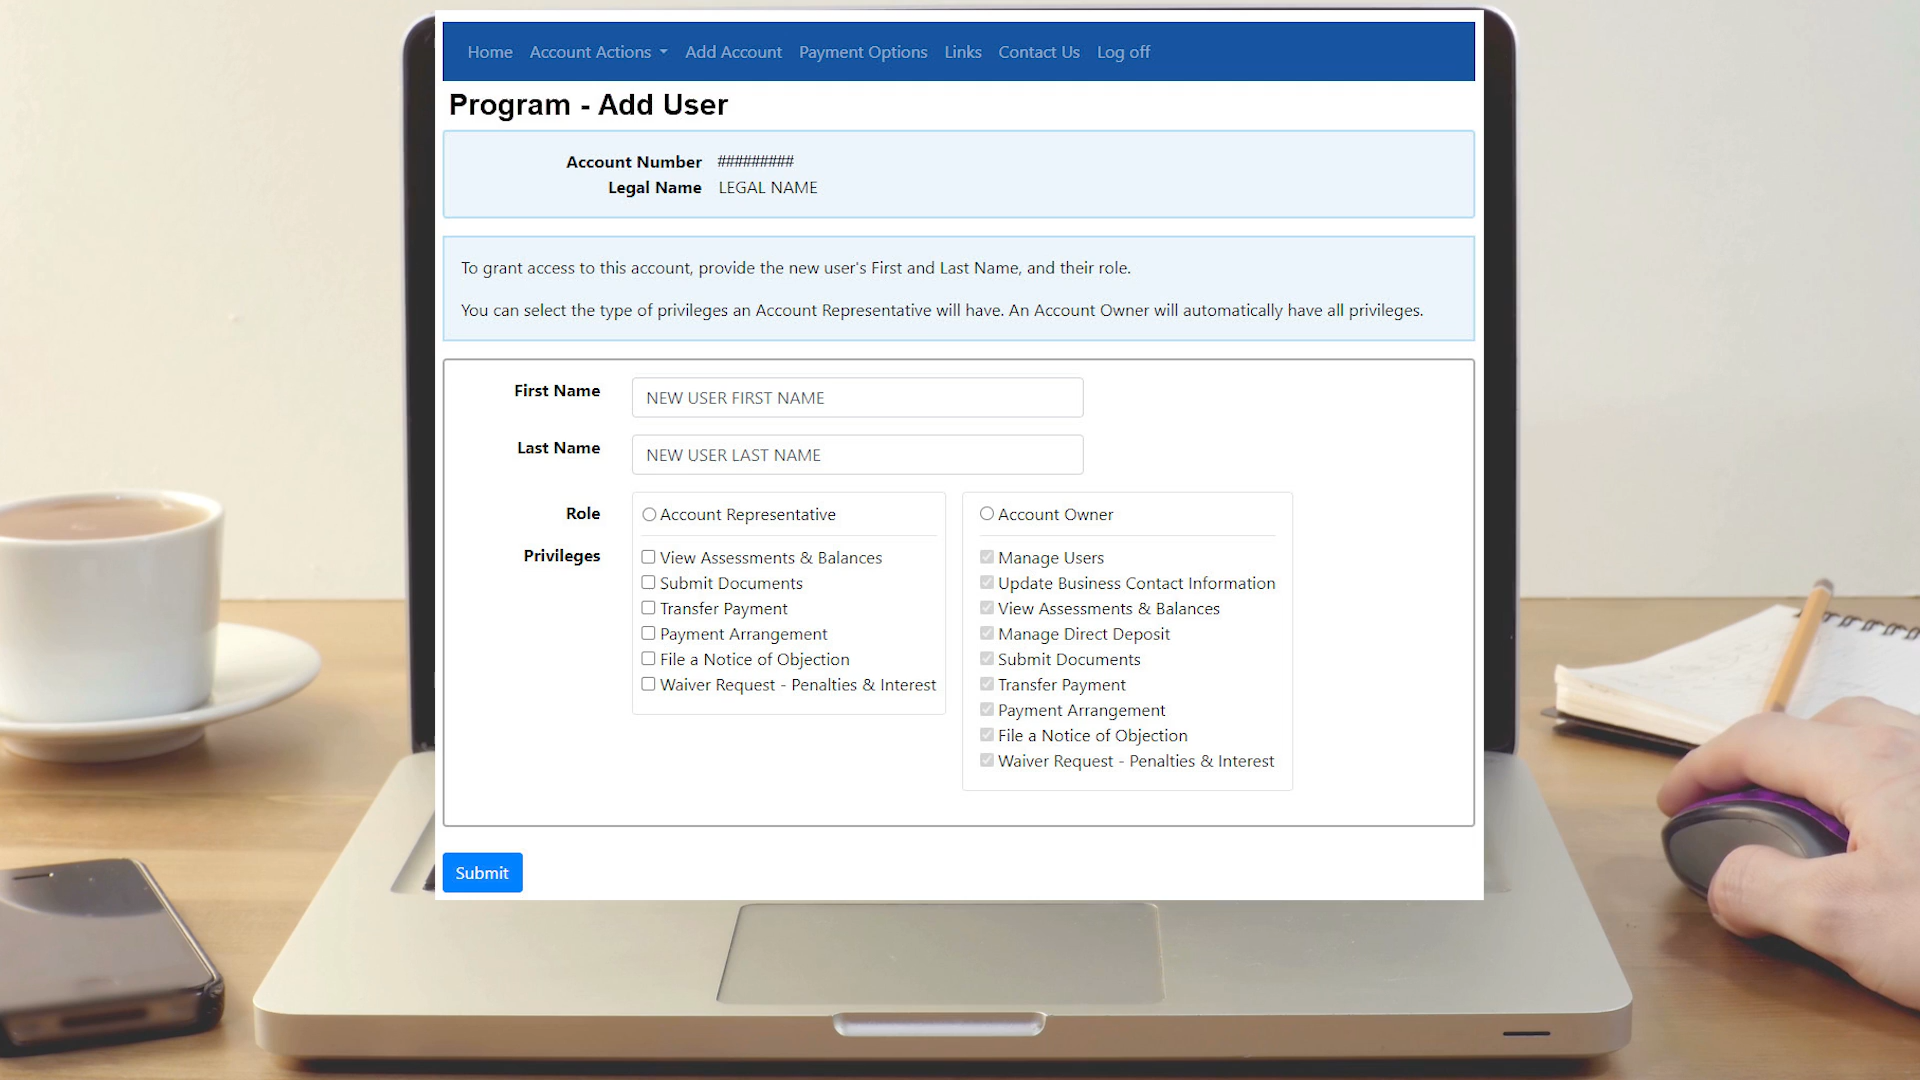 Home Account Actions Add Account Payment Options Links Contact Us Log off
Program - Add User
Account Number #########
Legal Name LEGAL NAME
To grant access to this account, provide the new user's First and Last Name, and their role.
You can select the type of privileges an Account Representative will have. An Account Owner will automatically have all privileges.
First Name NEW USER FIRST NAME
Last Name NEW USER LAST NAME
Role
Account Representative
Privileges
View Assessments & Balances
Submit Documents
Transfer Payment
Payment Arrangement
File a Notice of Objection
Waiver Request - Penalties & Interest
Account Owner
Manage Users
Update Business Contact Information
View Assessments & Balances
Manage Direct Deposit
Submit Documents
Transfer Payment
Payment Arrangement
File a Notice of Objection
Waiver Request - Penalties & Interest
Submit